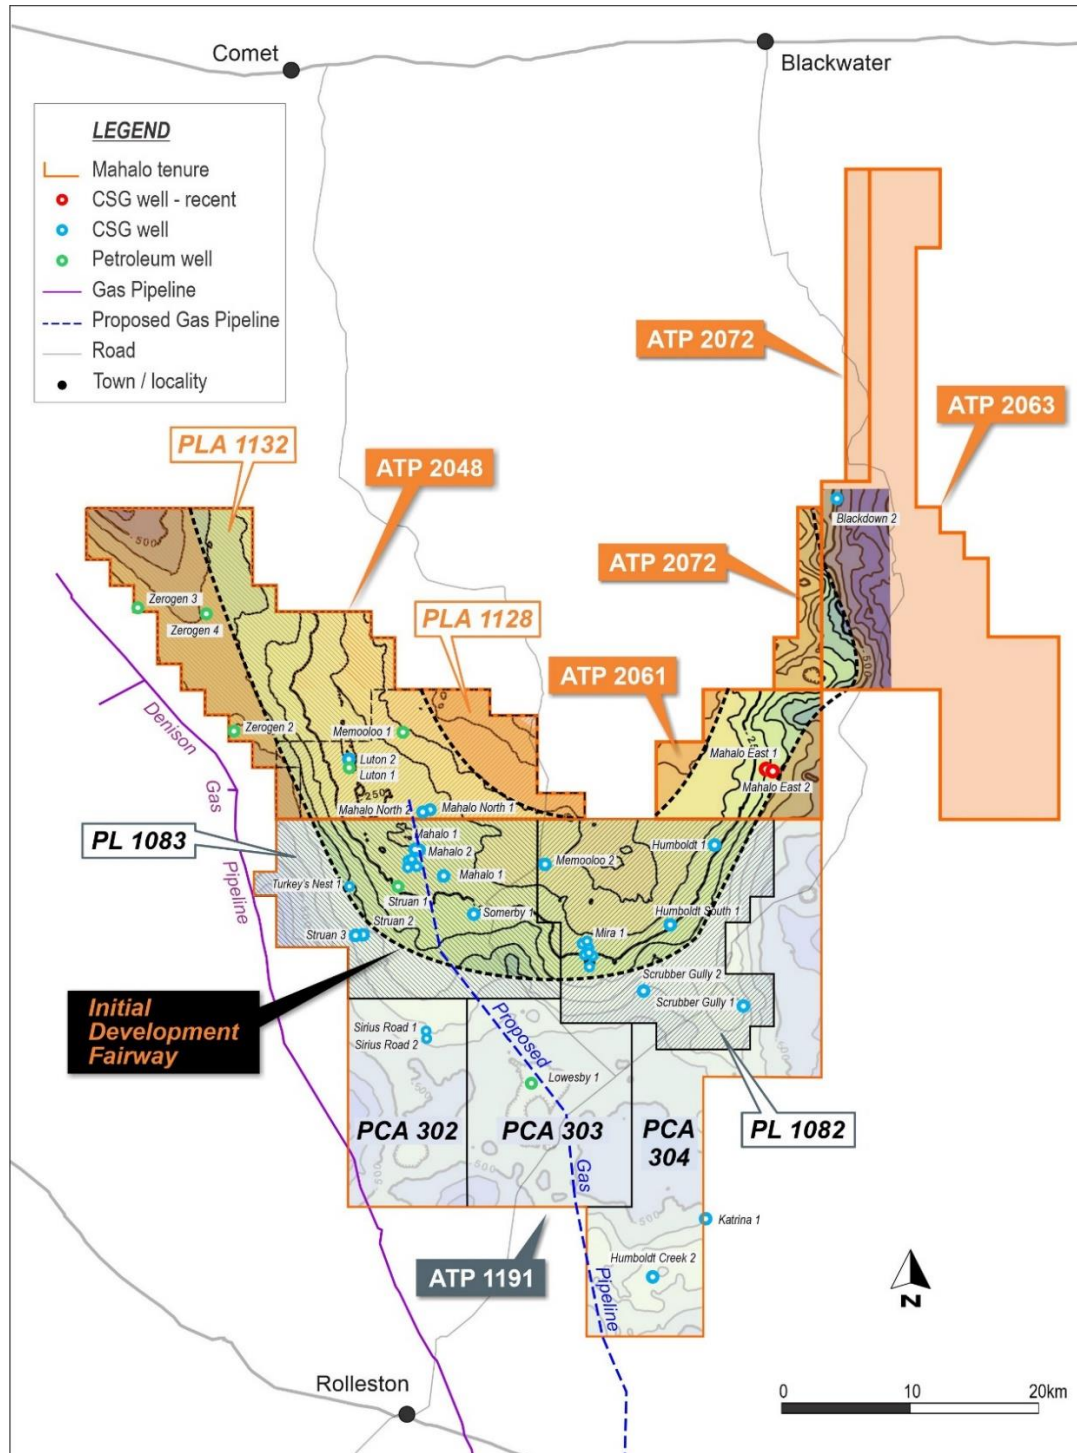 Comet
Blackwater
LEGEND
Mahalo tenure
CSG well - recent
CSG well
Petroleum well
Gas Pipeline
Proposed Gas Pipeline
Road
Town / locality
ATP 2072
ATP 2063
PLA 1132
ATP 2048
500
Blackdown 2
ATP 2072
Zerogen 3
Zerogen 4
PLA 1128
500
ATP 2061
Denison
Gas
Pipeline
Zerogen 2
Memooloo 1
Luton 2
Luton 1
250
Mahalo East 1
Mahalo East 2
Mahalo North 2
Mahalo North 1
PL 1083
Mahalo 1
Mahalo 2
Mahalo 1
Memooloo 2
Humboldt 1
Turkey's Nest 1
Struan 1
Somerby 1
Struan 2
Struan 3
Humboldt South 1
Mira 1
Scrubber Gully 2
Scrubber Gully 1
Initial
Development
Fairway
Sirius Road 1
Sirius Road 2
Proposed
Gas
Pipeline
Lowesby 1
500
PCA 302
PCA 303
PCA
304
PL 1082
500
500
Katrina 1
ATP 1191
Humboldt Creek 2
N
Rolleston
0 10 20km